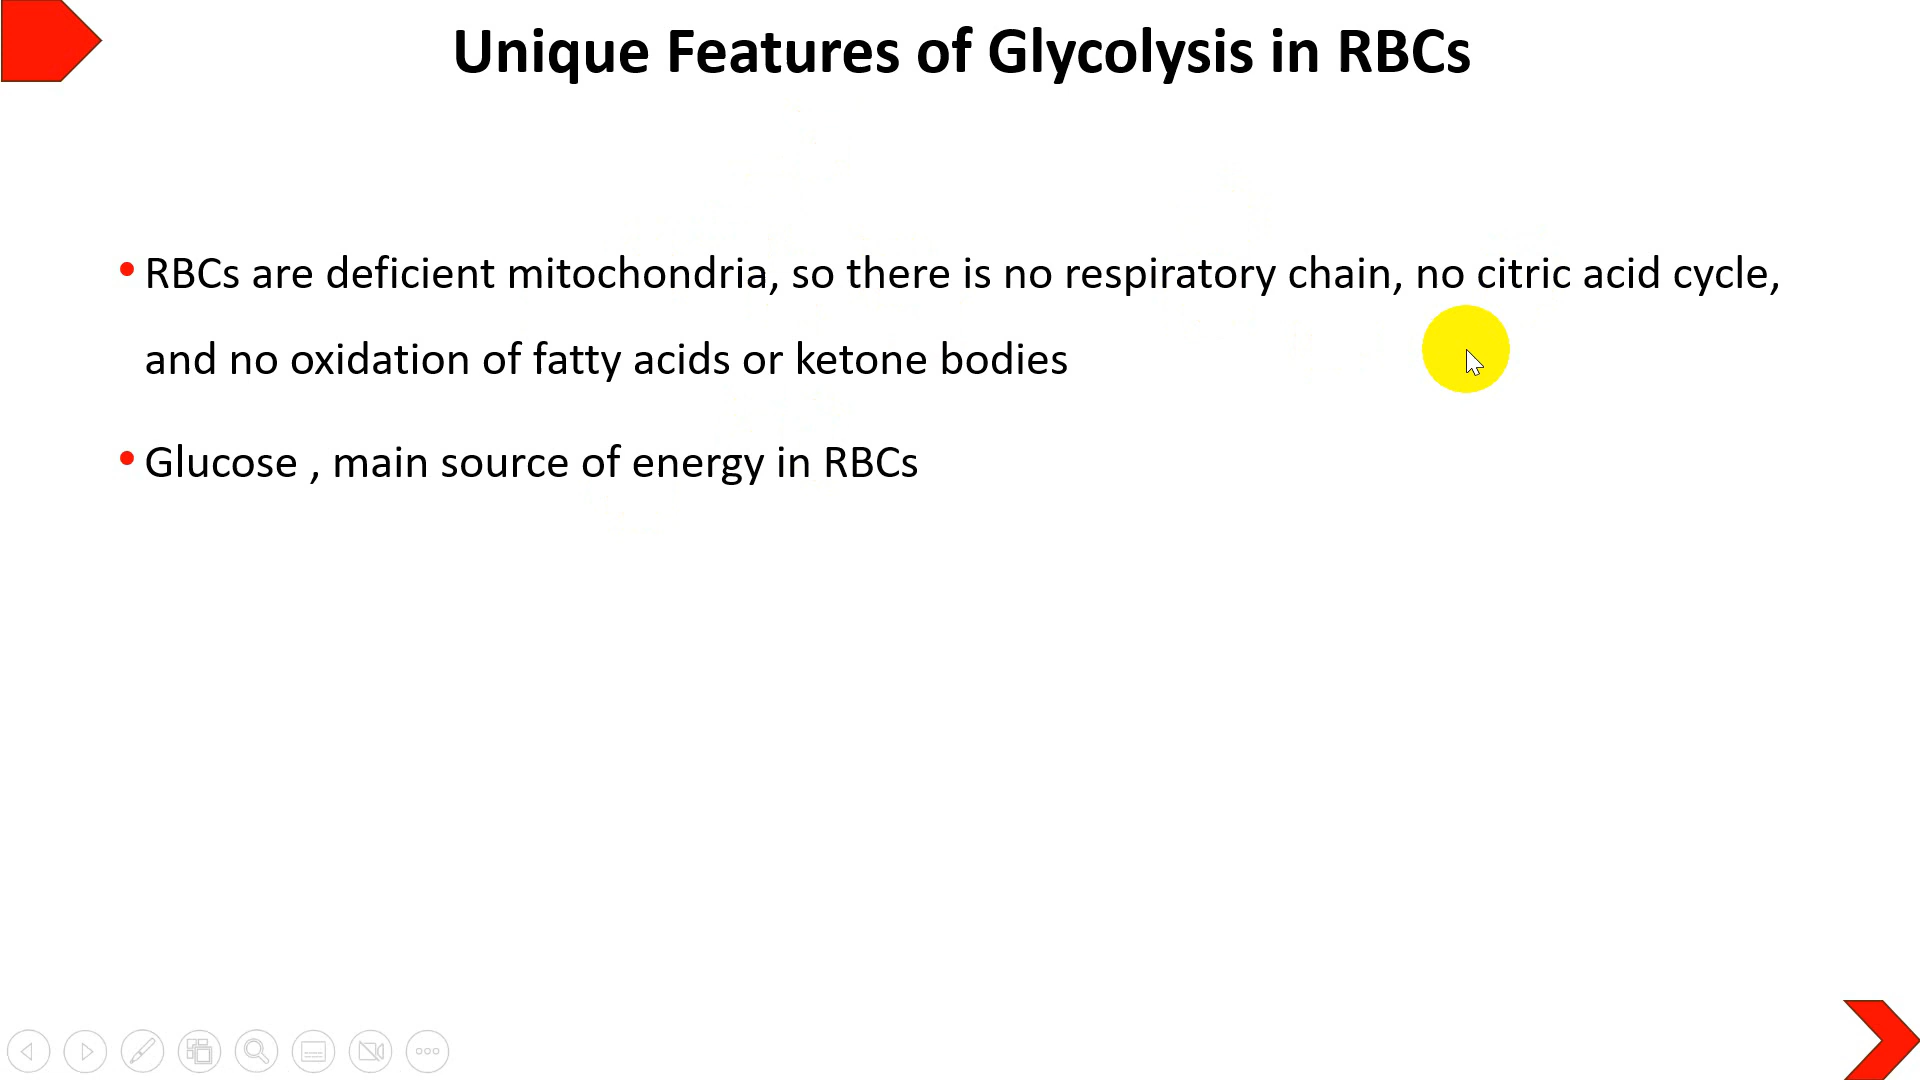 Unique Features of Glycolysis in RBCs
• RBCs are deficient mitochondria, so there is no respiratory chain, no citric acid cycle,
and no oxidation of fatty acids or ketone bodies
• Glucose , main source of energy in RBCs